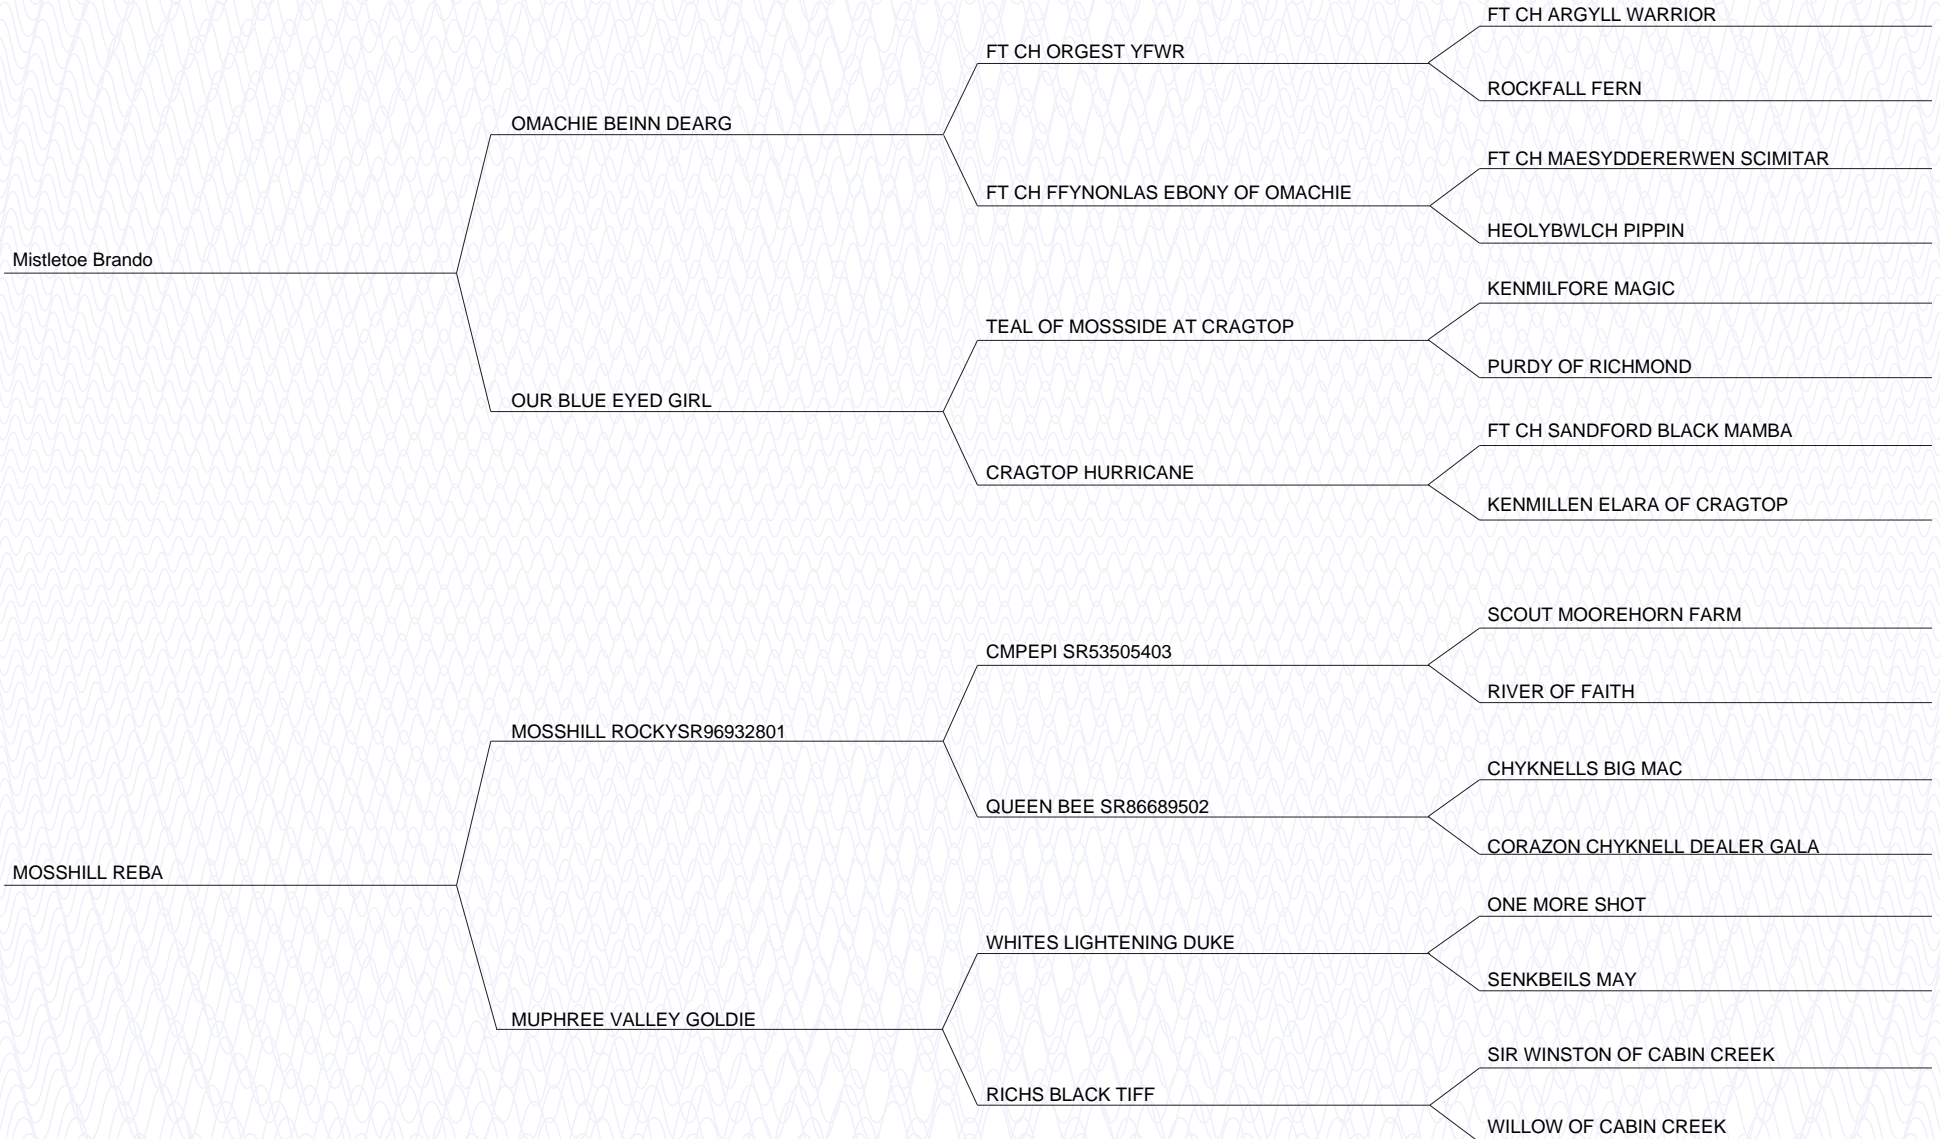 FT CH ARGYLL WARRIOR
FT CH ORGEST YFWR
ROCKFALL FERN
OMACHIE BEINN DEARG
FT CH MAESYDDERERWEN SCIMITAR
FT CH FFYNONLAS EBONY OF OMACHIE
HEOLYBWLCH PIPPIN
Mistletoe Brando
KENMILFORE MAGIC
TEAL OF MOSSSIDE AT CRAGTOP
PURDY OF RICHMOND
OUR BLUE EYED GIRL
FT CH SANDFORD BLACK MAMBA
CRAGTOP HURRICANE
KENMILLEN ELARA OF CRAGTOP
SCOUT MOOREHORN FARM
CMPEPI SR53505403
RIVER OF FAITH
MOSSHILL ROCKYSR96932801
CHYKNELLS BIG MAC
QUEEN BEE SR86689502
CORAZON CHYKNELL DEALER GALA
MOSSHILL REBA
ONE MORE SHOT
WHITES LIGHTENING DUKE
SENKBEILS MAY
MUPHREE VALLEY GOLDIE
SIR WINSTON OF CABIN CREEK
RICHS BLACK TIFF
WILLOW OF CABIN CREEK